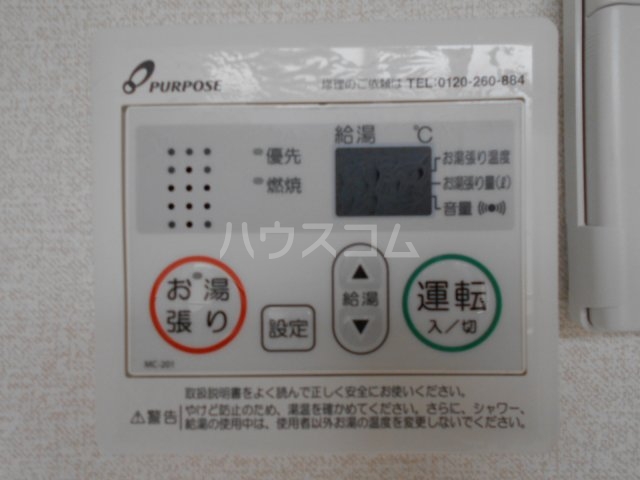 PURPOSE
修理のご依頼は TEL:0120-260-884
給湯 ℃
優先
燃焼
お湯張り温度
お湯張り量(ℓ)
音量
ハウスコム
お湯張り
設定
▲
給湯
▼
運転
入/切
MC-201
取扱説明書をよく読んで正しく安全にお使いください。
⚠警告
やけど防止のため、湯温を確かめてください。さらに、シャワー、
給湯の使用中は、使用者以外お湯の温度を変更しないでください。